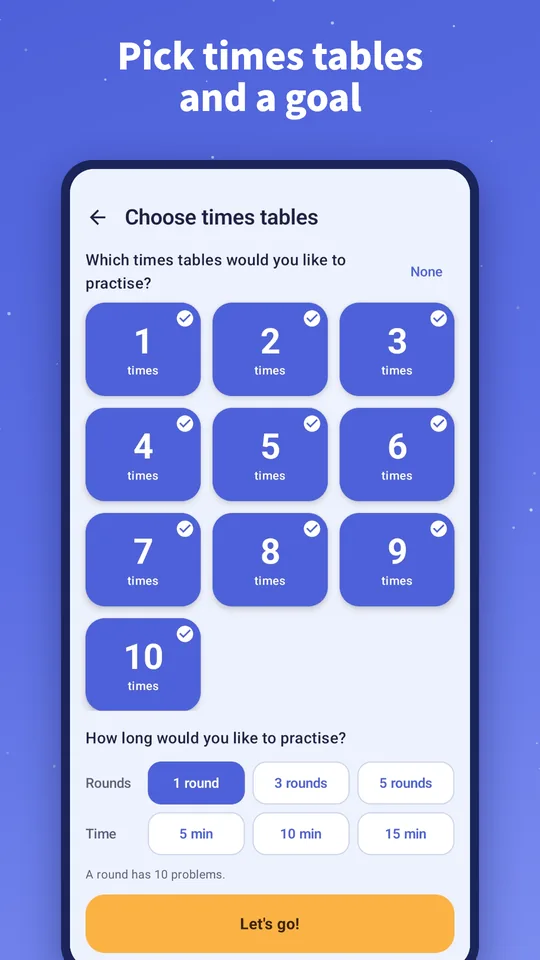 Pick times tables
and a goal
Choose times tables
Which times tables would you like to
practise?
None
1
times
2
times
3
times
4
times
5
times
6
times
7
times
8
times
9
times
10
times
How long would you like to practise?
Rounds
1 round
3 rounds
5 rounds
Time
5 min
10 min
15 min
A round has 10 problems.
Let's go!